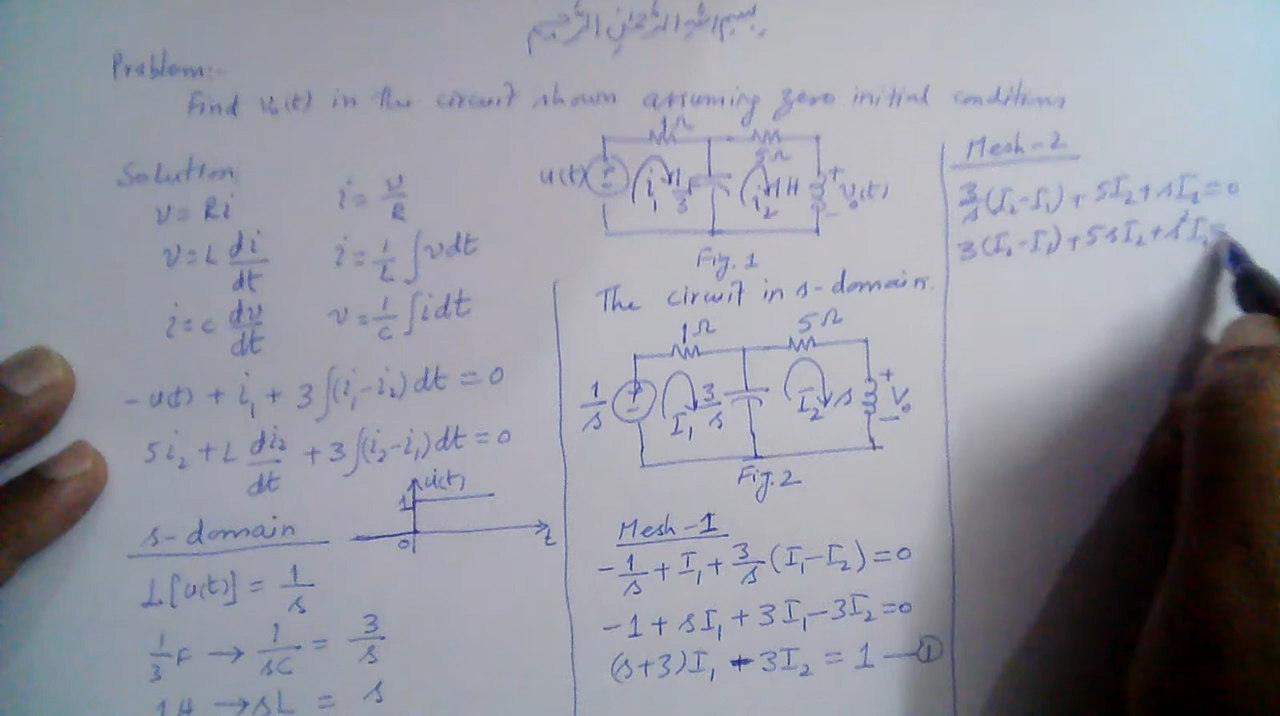 بسم الله الرحمن الرحيم
Problem:-
Find v₀(t) in the circuit shown assuming zero initial conditions
Solution
v = Ri
i = v/R
v = L di/dt
i = 1/L ∫ v dt
i = c dv/dt
v = 1/c ∫ i dt
-u(t) + i₁ + 3∫(i₁-i₂)dt = 0
5i₂ + L di₂/dt + 3∫(i₂-i₁)dt = 0
u(t)
1
0
t
s-domain
L[u(t)] = 1/s
1/3 F → 1/sC = 3/s
1H → sL = s
1Ω
5Ω
u(t) + - i₁ 1/3 i₂ 1H + v₀(t) -
Fig. 1
The circuit in s-domain.
1Ω
5Ω
1/s + - I₁ 3/s I₂ s + V₀ -
Fig. 2
Mesh-1
-1/s + I₁ + 3/s (I₁-I₂) = 0
-1 + sI₁ + 3I₁ - 3I₂ = 0
(s+3)I₁ - 3I₂ = 1 — ①
Mesh-2
3/s (I₂-I₁) + 5I₂ + sI₂ = 0
3(I₂-I₁) + 5sI₂ + s²I₂